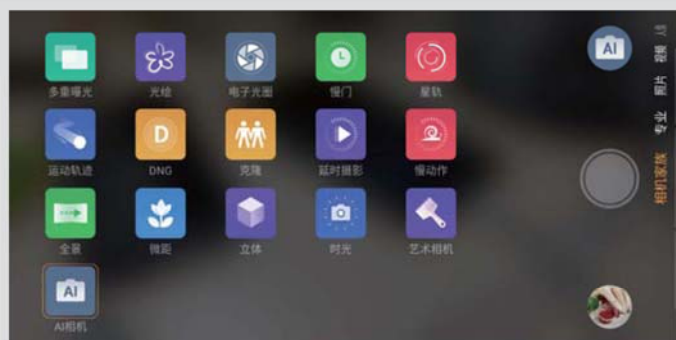 多重曝光
光绘
电子光圈
慢门
星轨
运动轨迹
D
DNG
克隆
延时摄影
慢动作
全景
微距
立体
时光
艺术相机
AI
AI相机
AI
视频
照片
专业
相机家族